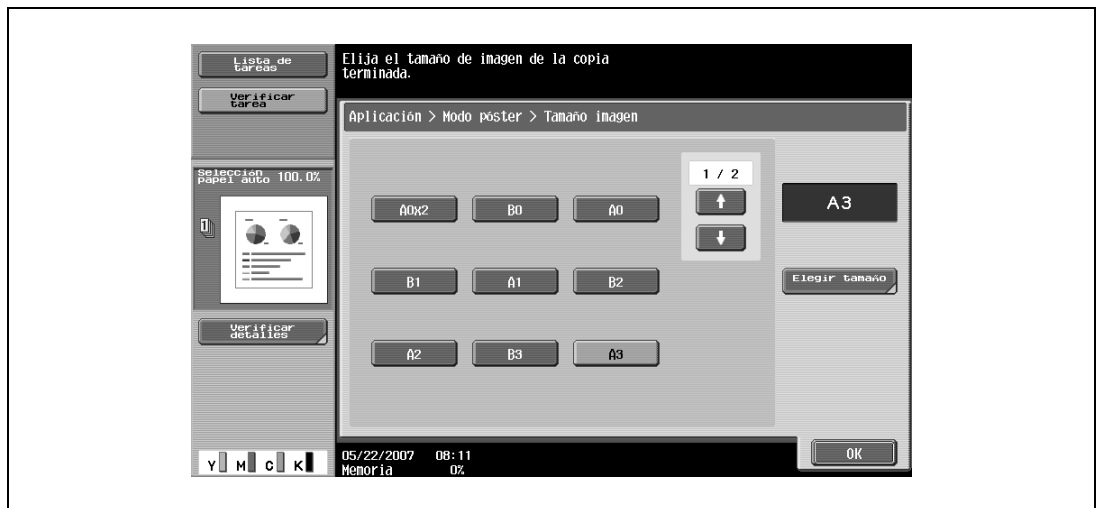 Lista de
tareas
Verificar
tarea
Selección
papel auto 100.0%
1
Verificar
detalles
Y M C K
Elija el tamaño de imagen de la copia
terminada.
Aplicación > Modo póster > Tamaño imagen
A0x2 B0 A0
B1 A1 B2
A2 B3 A3
1 / 2
A3
Elegir tamaño
05/22/2007 08:11
Memoria 0%
OK